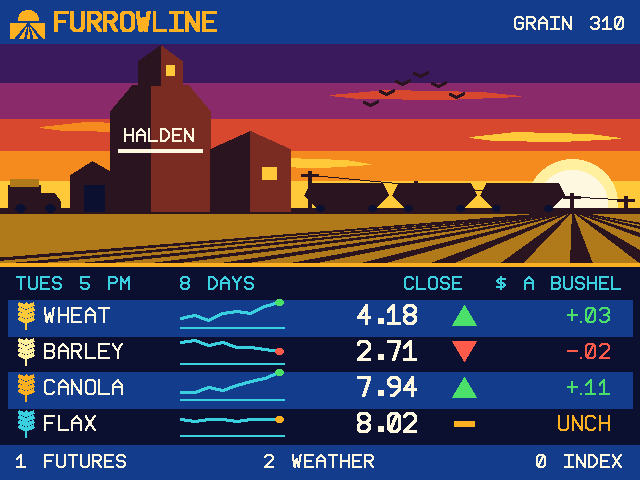 FURROWLINE GRAIN 310
HALDEN
TUES 5 PM 8 DAYS CLOSE $ A BUSHEL
WHEAT 4.18 +.03
BARLEY 2.71 -.02
CANOLA 7.94 +.11
FLAX 8.02 UNCH
1 FUTURES 2 WEATHER 0 INDEX